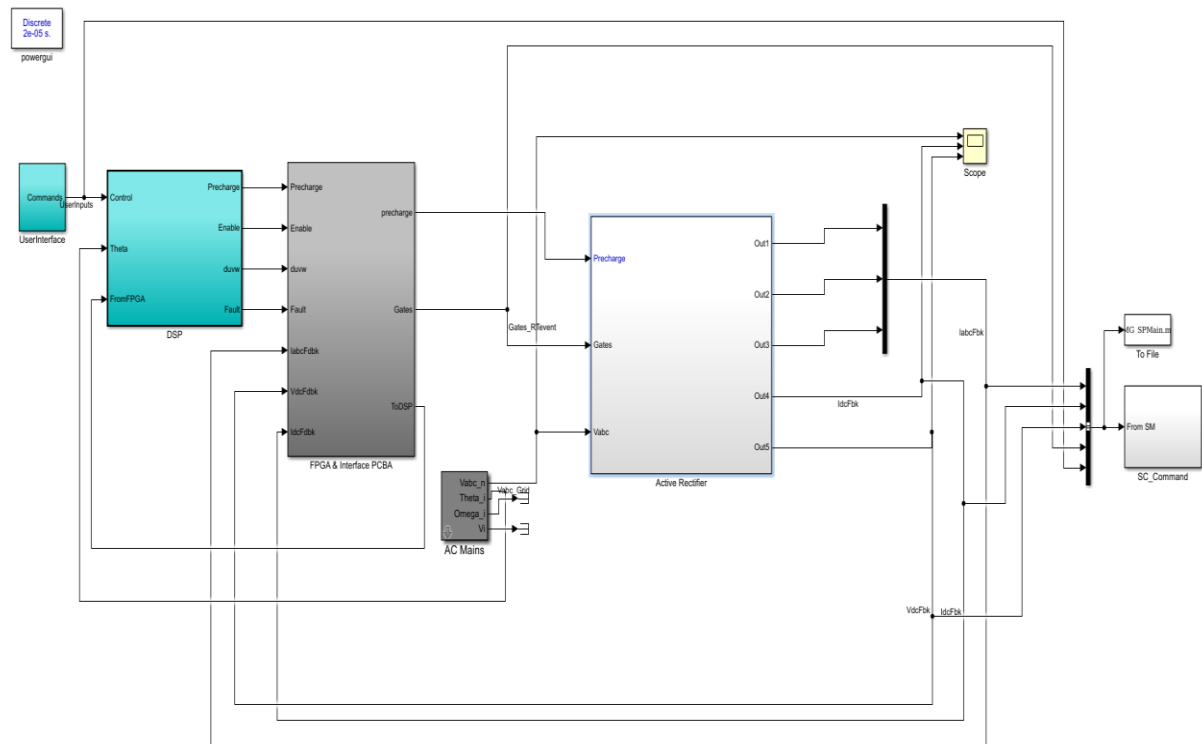 Discrete
2e-05 s.
powergui
Commands
UserInputs
UserInterface
Control
Theta
FromFPGA
Precharge
Enable
duvw
Fault
DSP
Precharge
Enable
duvw
Fault
IabcFdbk
VdcFdbk
IdcFdbk
precharge
Gates
ToDSP
FPGA & Interface PCBA
Gates_RTevent
Vabc_n
Theta_i
Omega_i
Vi
Vabc_Grid
AC Mains
Precharge
Gates
Vabc
Out1
Out2
Out3
Out4
Out5
Active Rectifier
Scope
IdcFbk
IabcFbk
VdcFbk
IdcFbk
IG SPMain.m
To File
From SM
SC_Command